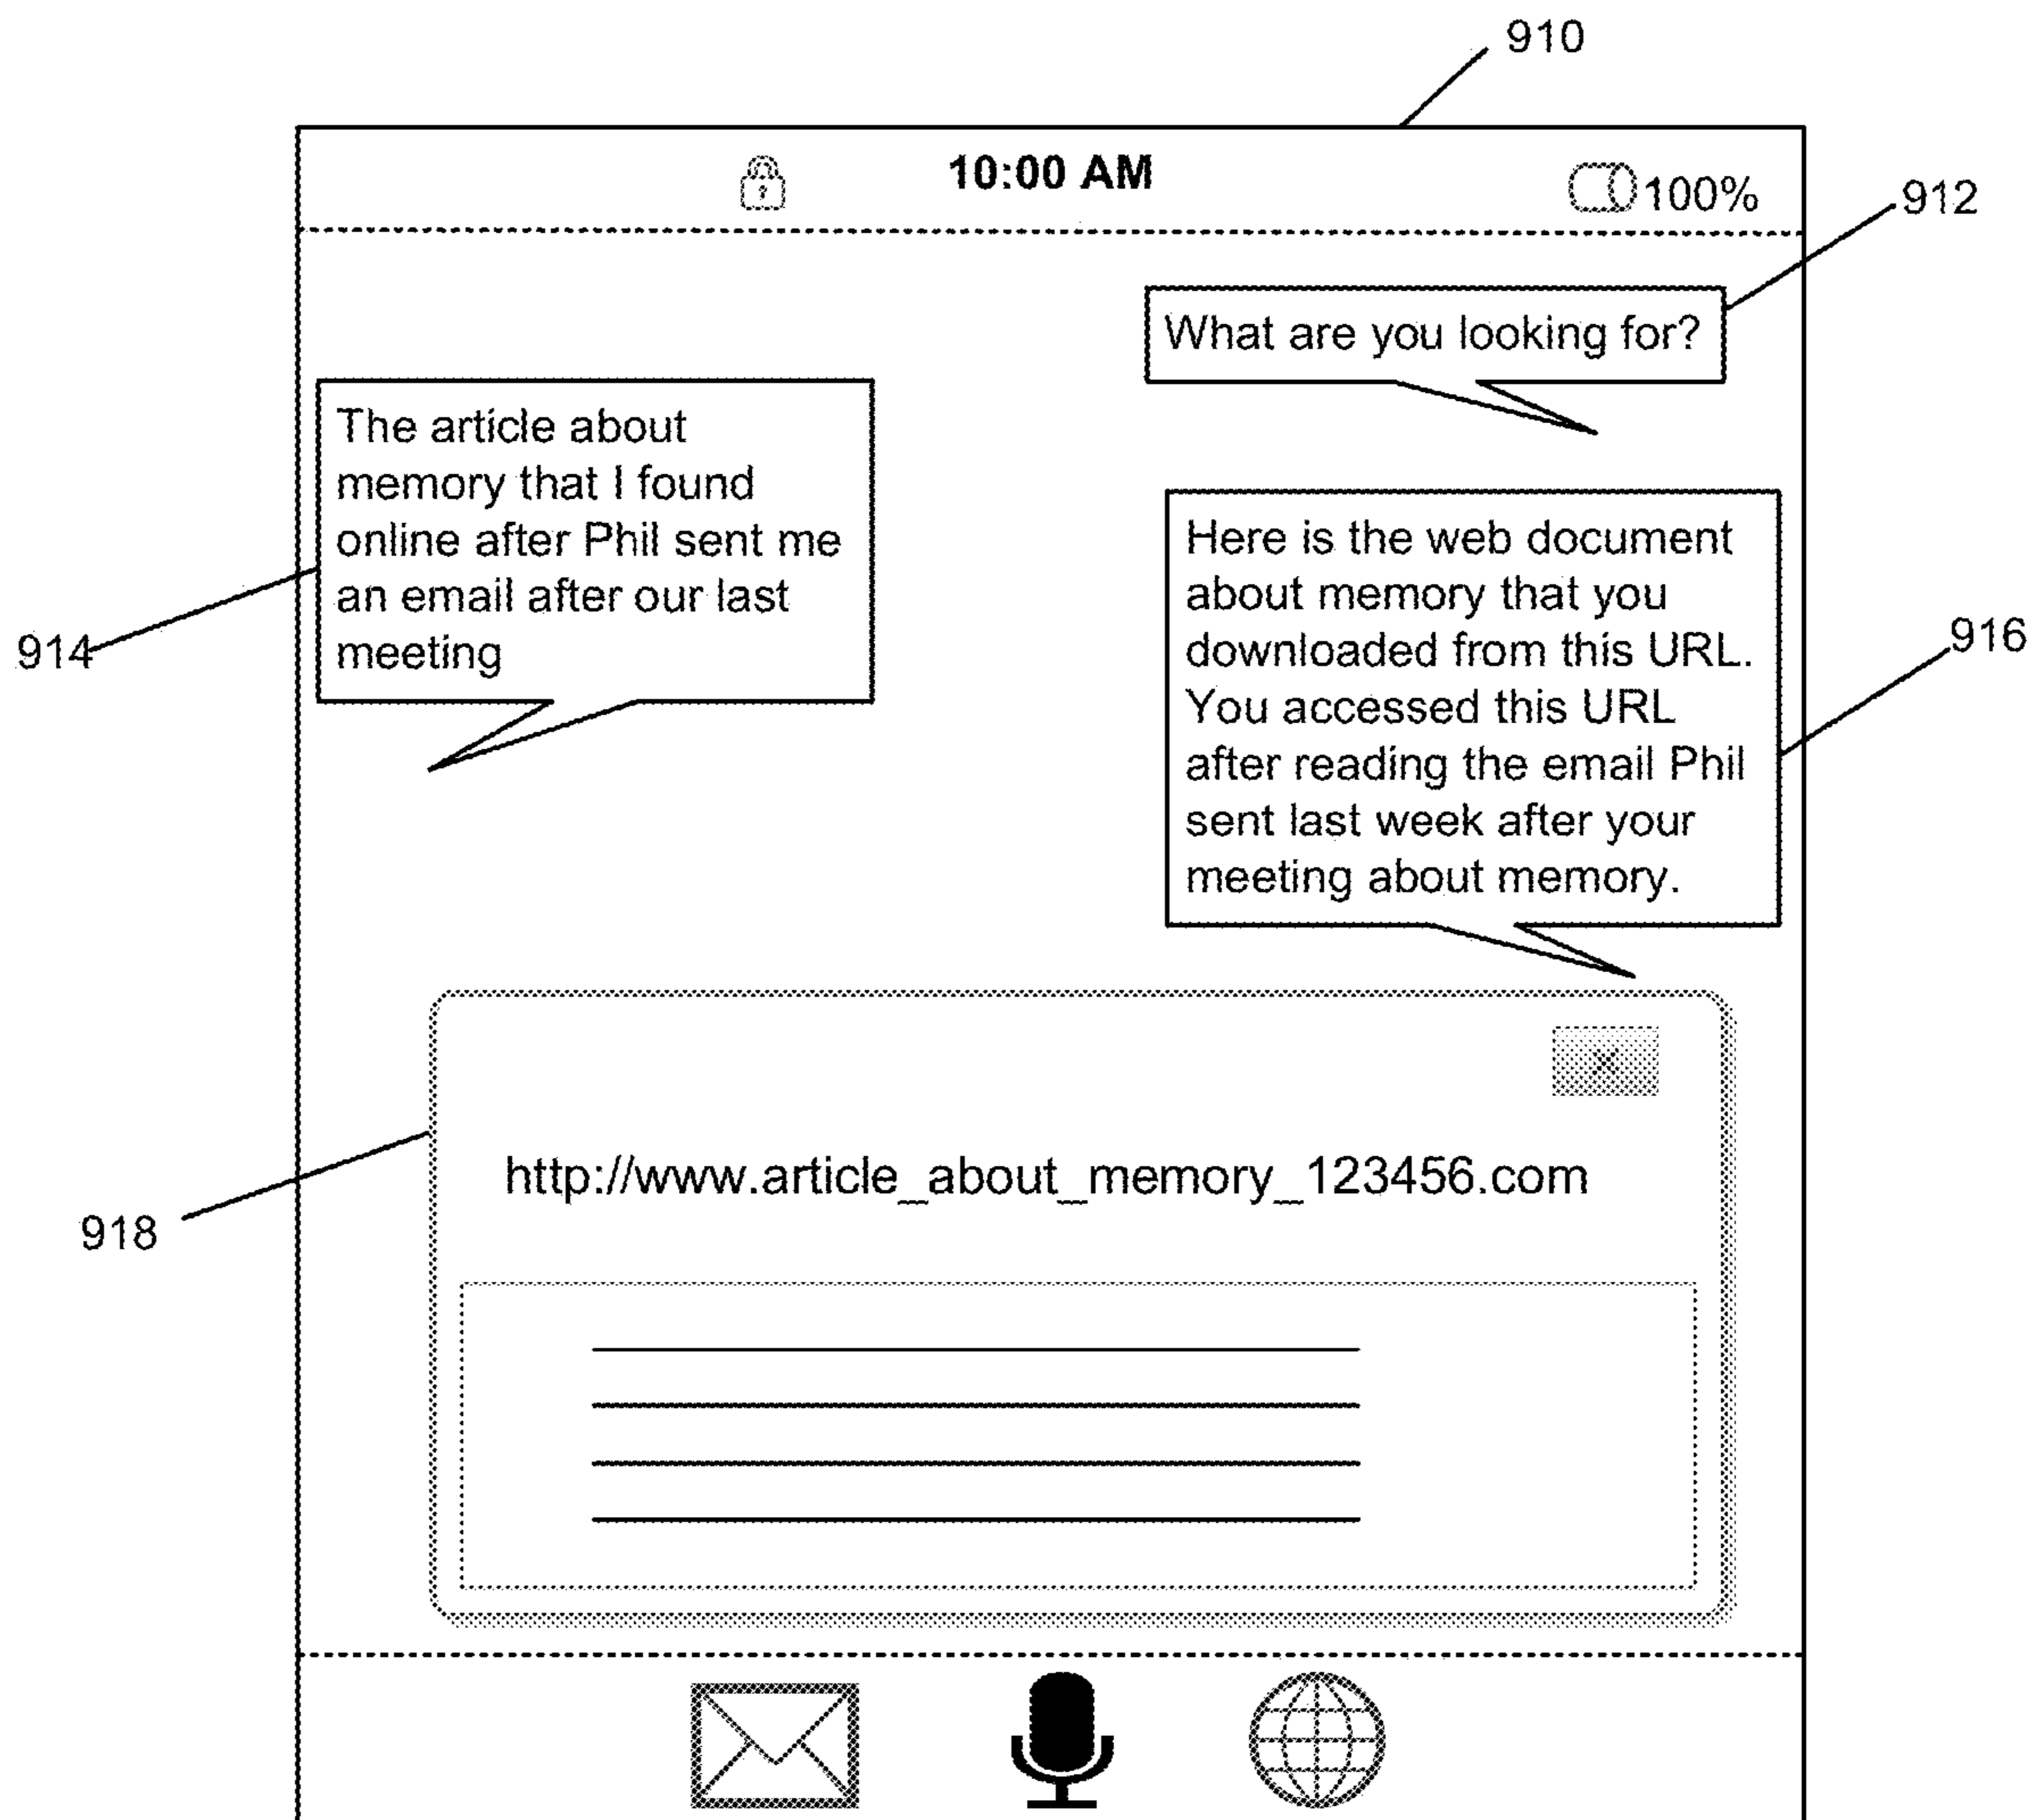 910
10:00 AM
100%
912
What are you looking for?
The article about
memory that I found
online after Phil sent me
an email after our last
meeting
914
Here is the web document
about memory that you
downloaded from this URL.
You accessed this URL
after reading the email Phil
sent last week after your
meeting about memory.
916
×
http://www.article_about_memory_123456.com
918